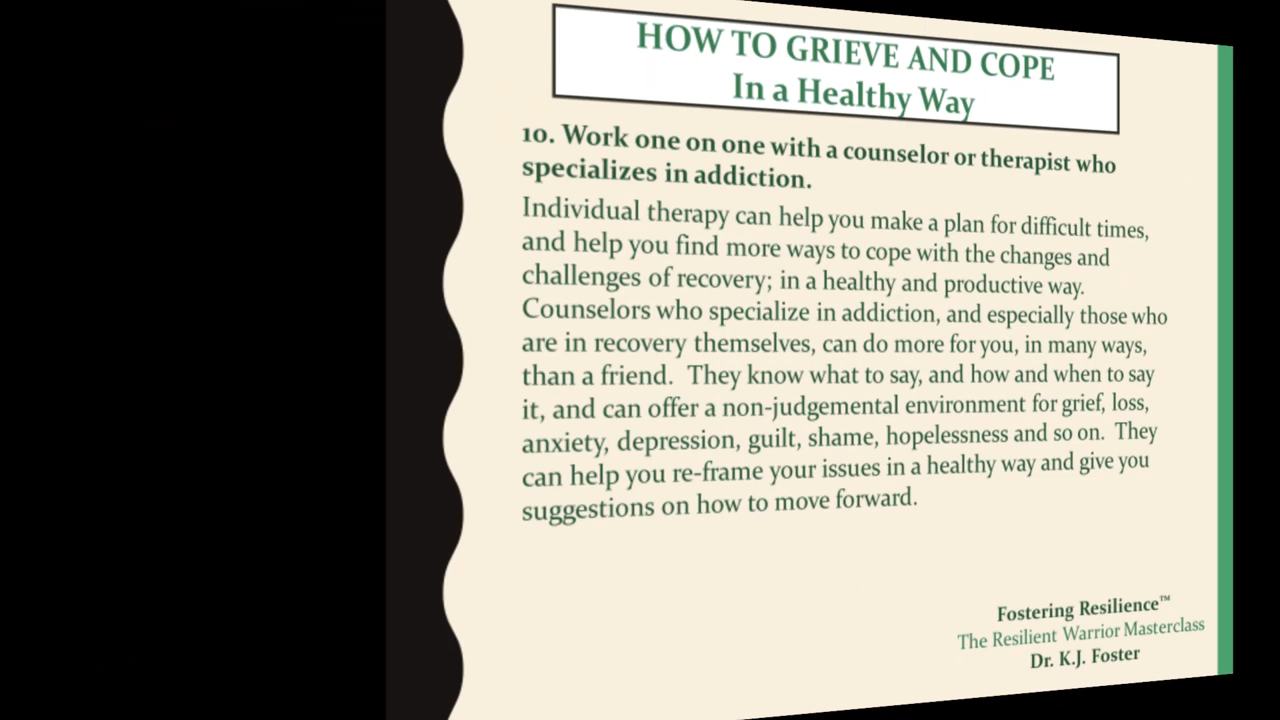 HOW TO GRIEVE AND COPE
In a Healthy Way
10. Work one on one with a counselor or therapist who
specializes in addiction.
Individual therapy can help you make a plan for difficult times,
and help you find more ways to cope with the changes and
challenges of recovery; in a healthy and productive way.
Counselors who specialize in addiction, and especially those who
are in recovery themselves, can do more for you, in many ways,
than a friend.  They know what to say, and how and when to say
it, and can offer a non-judgemental environment for grief, loss,
anxiety, depression, guilt, shame, hopelessness and so on.  They
can help you re-frame your issues in a healthy way and give you
suggestions on how to move forward.
Fostering Resilience™
The Resilient Warrior Masterclass
Dr. K.J. Foster